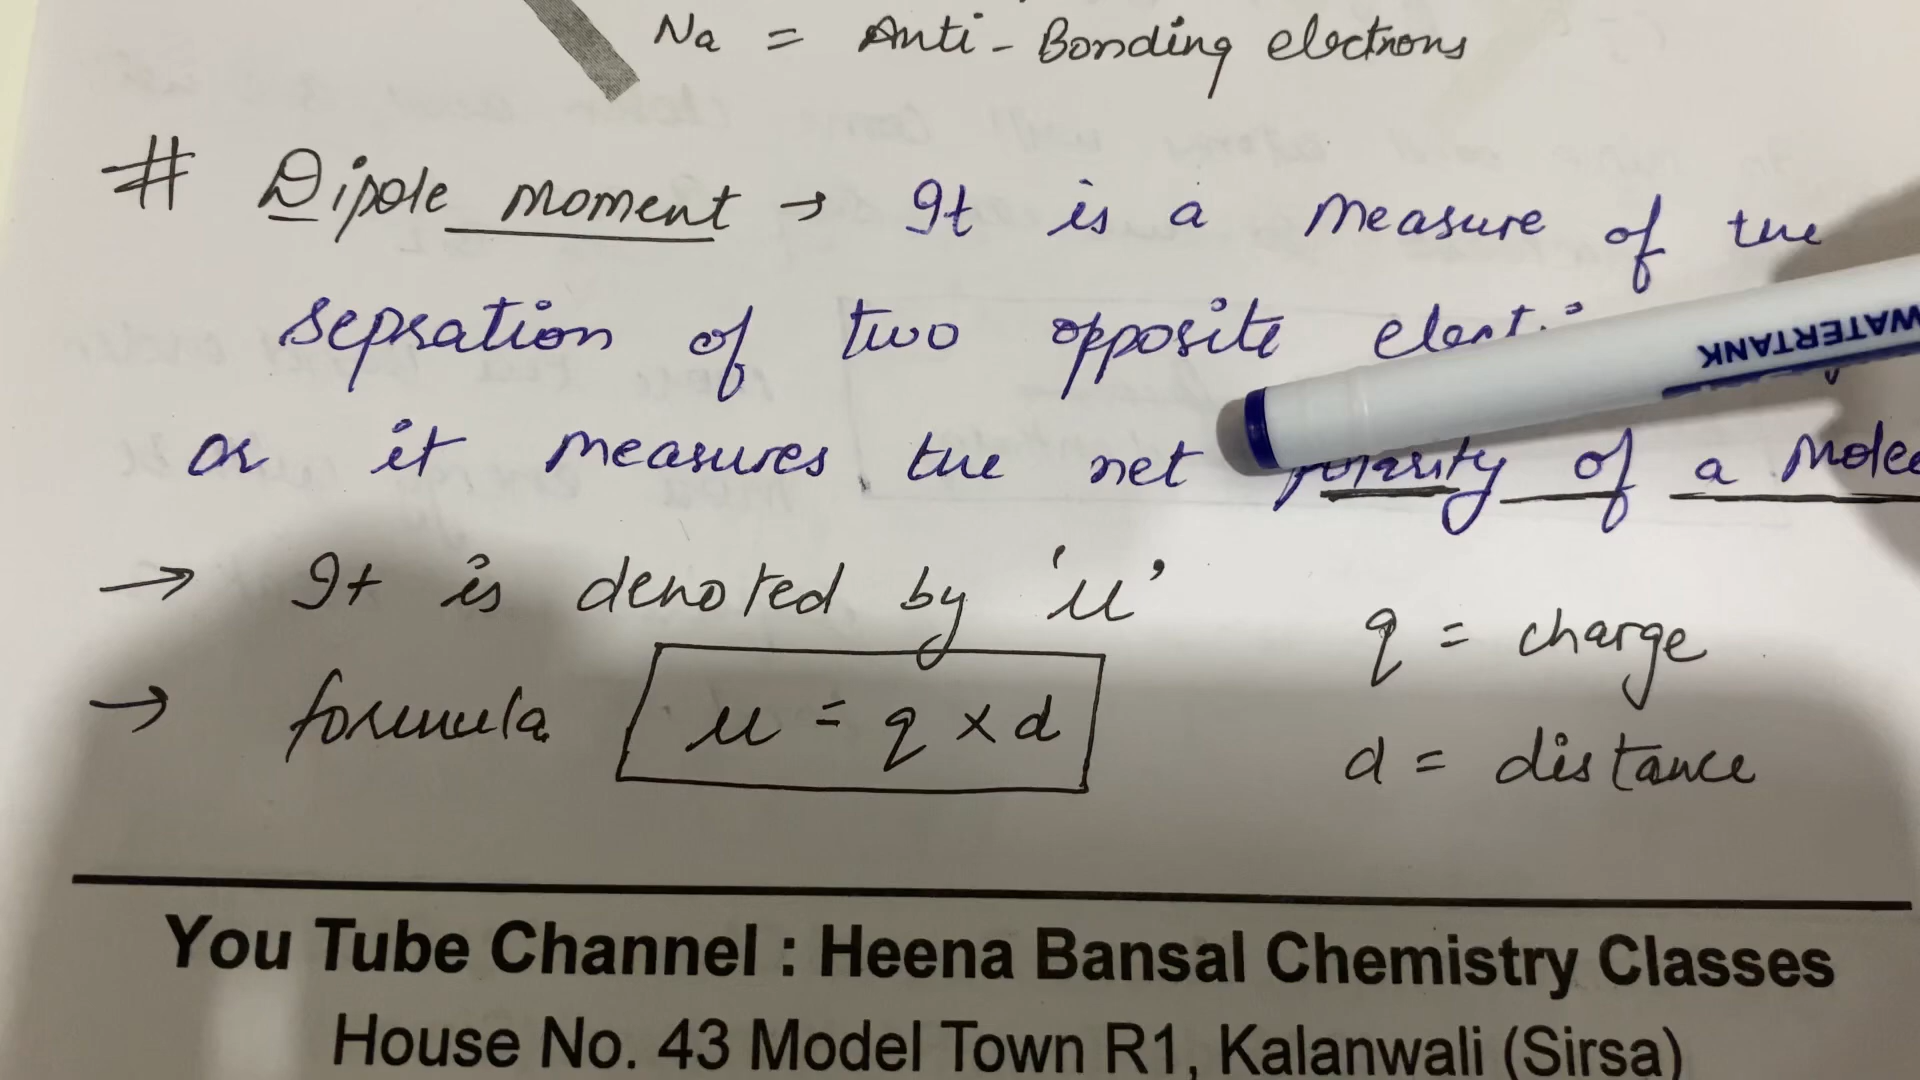 Na = Anti-Bonding electrons
# Dipole moment → It is a measure of the
sepration of two opposite
or it measures the net polarity of a
→ It is denoted by 'μ'
q = charge
→ formula μ = q × d
d = distance
You Tube Channel : Heena Bansal Chemistry Classes
House No. 43 Model Town R1, Kalanwali (Sirsa)
WATERTANK